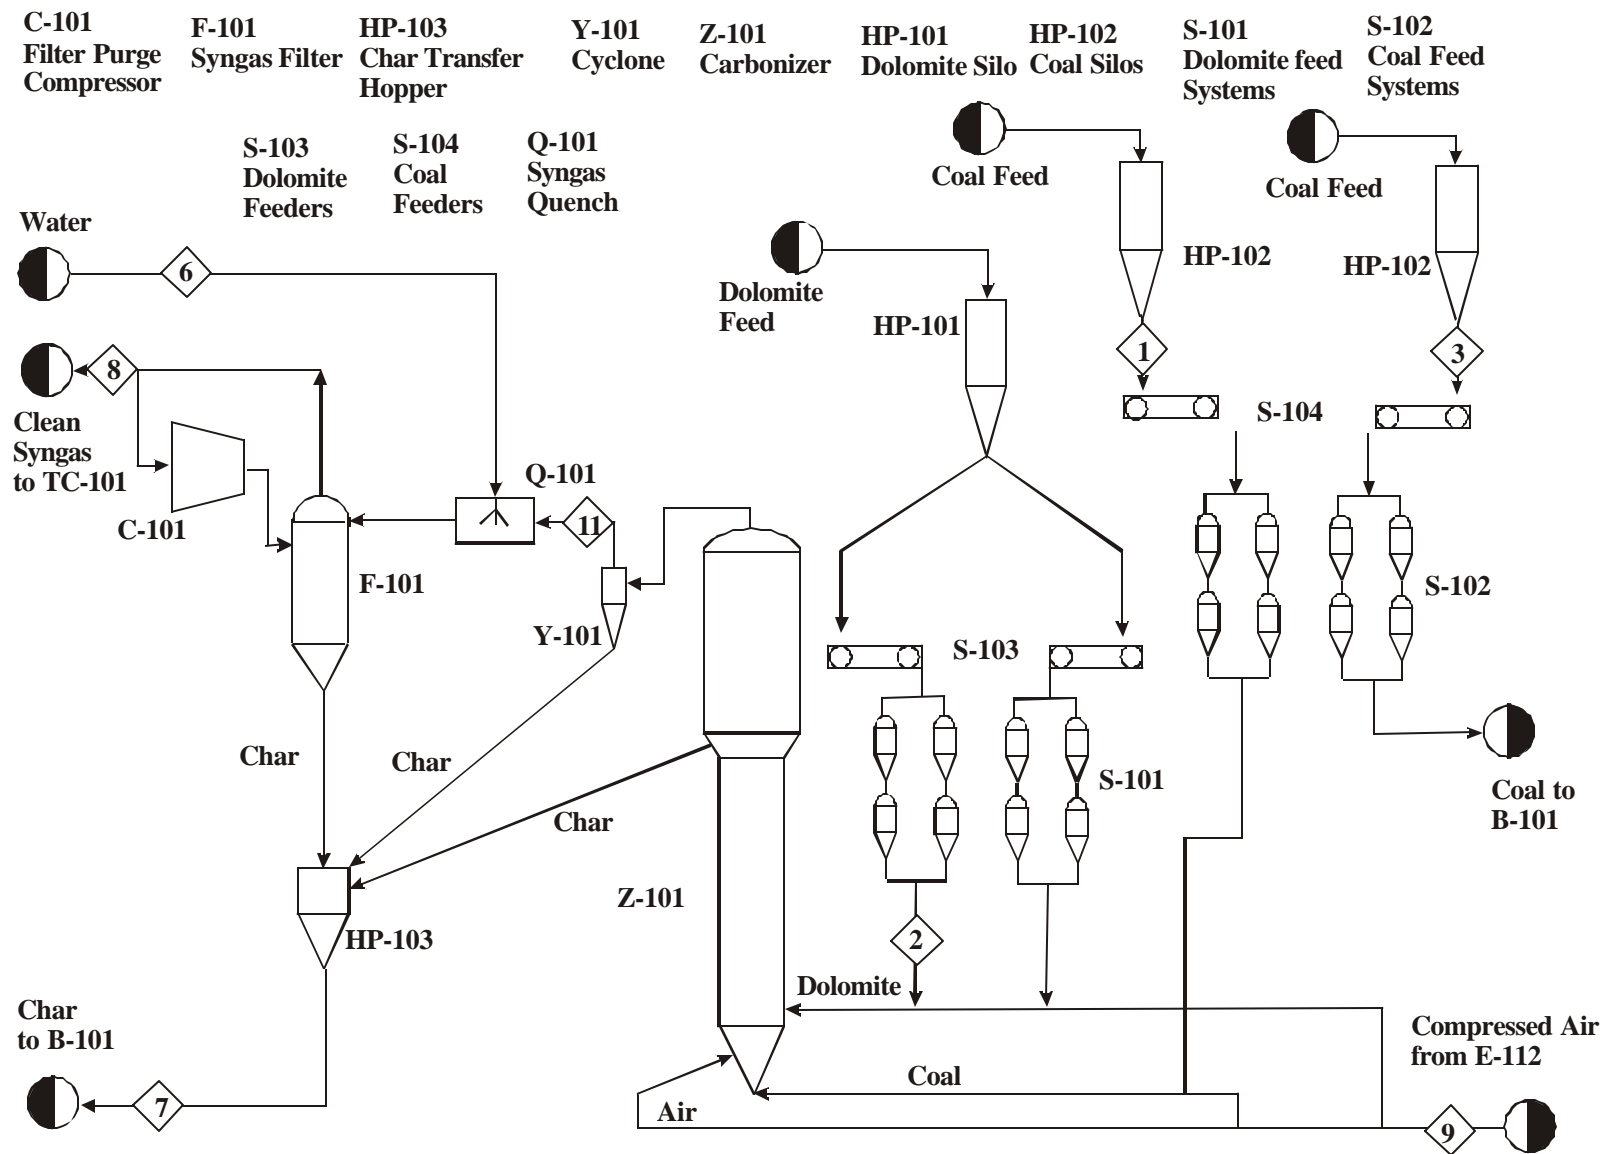 C-101
Filter Purge
Compressor
F-101
Syngas Filter
HP-103
Char Transfer
Hopper
Y-101
Cyclone
Z-101
Carbonizer
HP-101
Dolomite Silo
HP-102
Coal Silos
S-101
Dolomite feed
Systems
S-102
Coal Feed
Systems
S-103
Dolomite
Feeders
S-104
Coal
Feeders
Q-101
Syngas
Quench
Coal Feed
Coal Feed
Water
6
HP-102
HP-102
Dolomite
Feed
HP-101
1
3
8
Clean
Syngas
to TC-101
S-104
Q-101
C-101
11
F-101
S-102
Y-101
S-103
Char
Char
S-101
Coal to
B-101
Char
Z-101
HP-103
2
Dolomite
Char
to B-101
Compressed Air
from E-112
Coal
7
Air
9